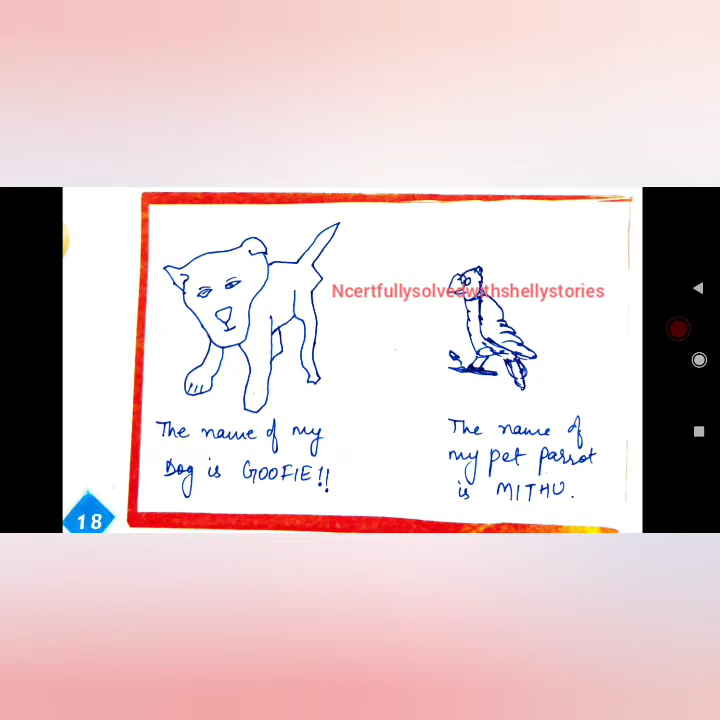 Ncertfullysolvedwithshellystories
The name of my
Dog is GOOFIE!!
The name of
my pet parrot
is MITHU.
18